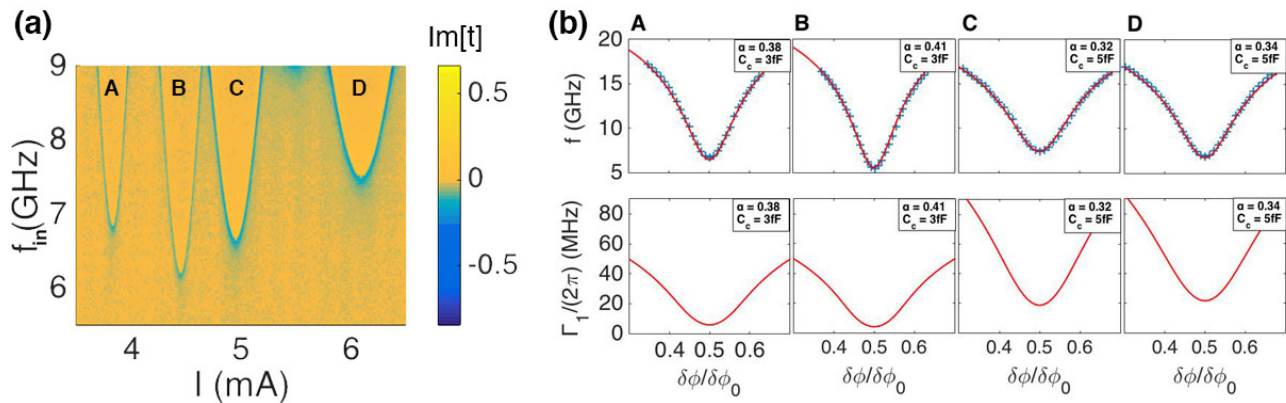 (a)
Im[t]
A
B
C
D
9
8
7
6
f_in(GHz)
4
5
6
I (mA)
0.5
0
-0.5
(b)
A
B
C
D
α = 0.38
C_c = 3fF
α = 0.41
C_c = 3fF
α = 0.32
C_c = 5fF
α = 0.34
C_c = 5fF
20
15
10
5
f (GHz)
α = 0.38
C_c = 3fF
α = 0.41
C_c = 3fF
α = 0.32
C_c = 5fF
α = 0.34
C_c = 5fF
80
60
40
20
0
Γ_1/(2π) (MHz)
0.4 0.5 0.6
0.4 0.5 0.6
0.4 0.5 0.6
0.4 0.5 0.6
δϕ/δϕ_0
δϕ/δϕ_0
δϕ/δϕ_0
δϕ/δϕ_0